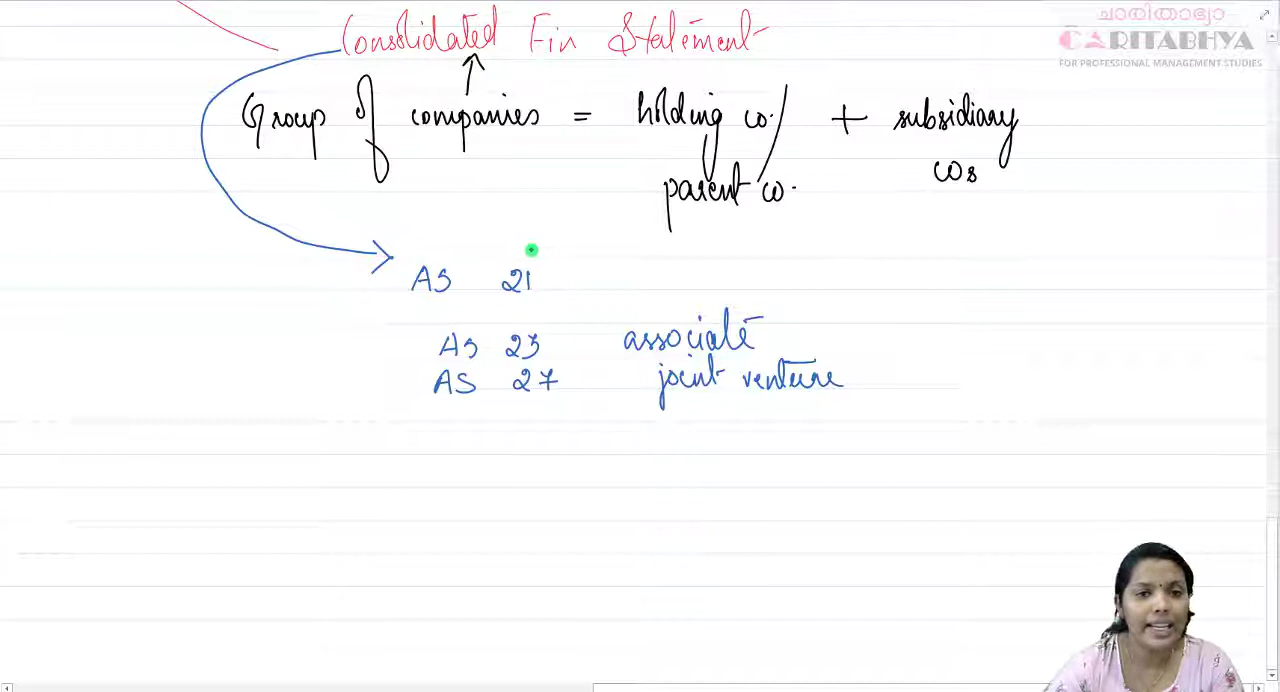 ചാരിതാഭ്യാ
CARITABHYA
FOR PROFESSIONAL MANAGEMENT STUDIES
Consolidated Fin Statement
Group of companies = holding co./ + subsidiary
parent co. cos
AS 21
AS 23 associate
AS 27 joint venture